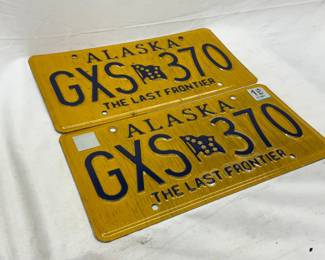 ALASKA
GXS 370
THE LAST FRONTIER
ALASKA
GXS 370
THE LAST FRONTIER